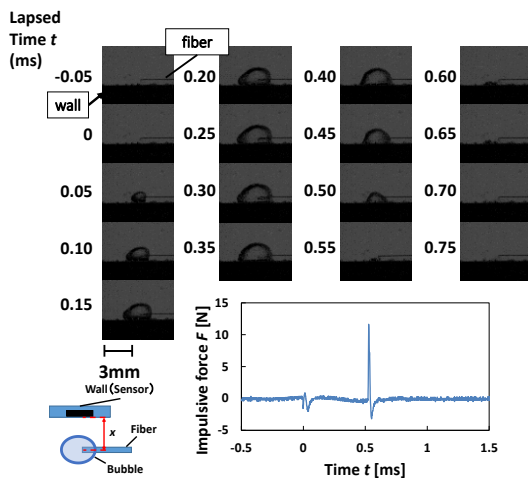 Lapsed
Time t
(ms)
fiber
-0.05 0.20 0.40 0.60
wall
0 0.25 0.45 0.65
0.05 0.30 0.50 0.70
0.10 0.35 0.55 0.75
0.15
3mm
Wall(Sensor)
x
Fiber
Bubble
Impulsive force F [N]
15
10
5
0
-5
-0.5 0 0.5 1 1.5
Time t [ms]